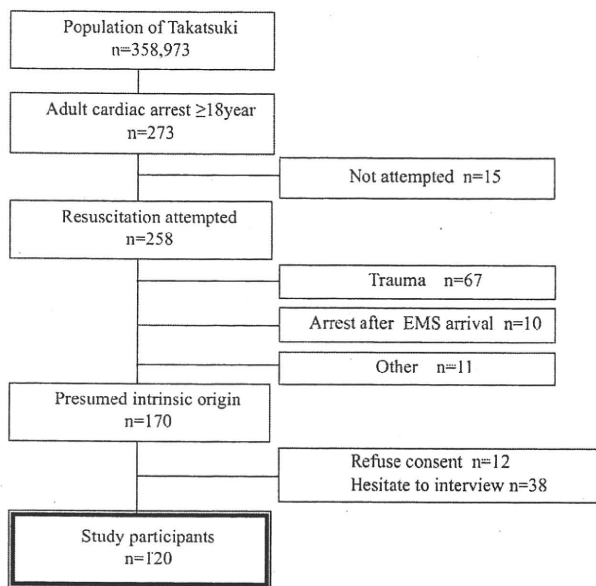 Population of Takatsuki
n=358,973
Adult cardiac arrest ≥18year
n=273
Not attempted n=15
Resuscitation attempted
n=258
Trauma n=67
Arrest after EMS arrival n=10
Other n=11
Presumed intrinsic origin
n=170
Refuse consent n=12
Hesitate to interview n=38
Study participants
n=120